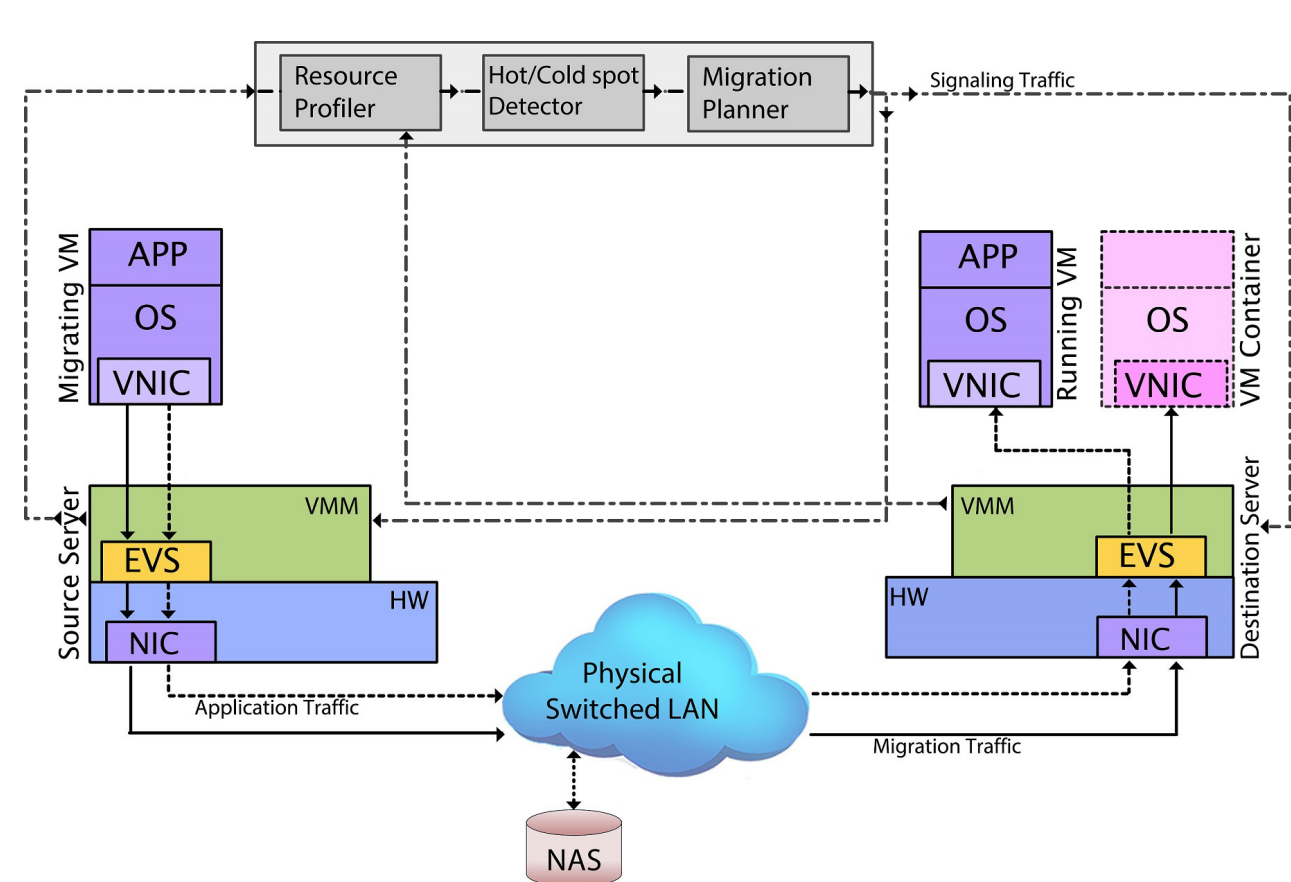 Resource
Profiler
Hot/Cold spot
Detector
Migration
Planner
Signaling Traffic
Migrating VM
APP
OS
VNIC
APP
OS
VNIC
Running VM
OS
VNIC
VM Container
Source Server
VMM
EVS
HW
NIC
VMM
EVS
HW
NIC
Destination Server
Physical
Switched LAN
Application Traffic
Migration Traffic
NAS